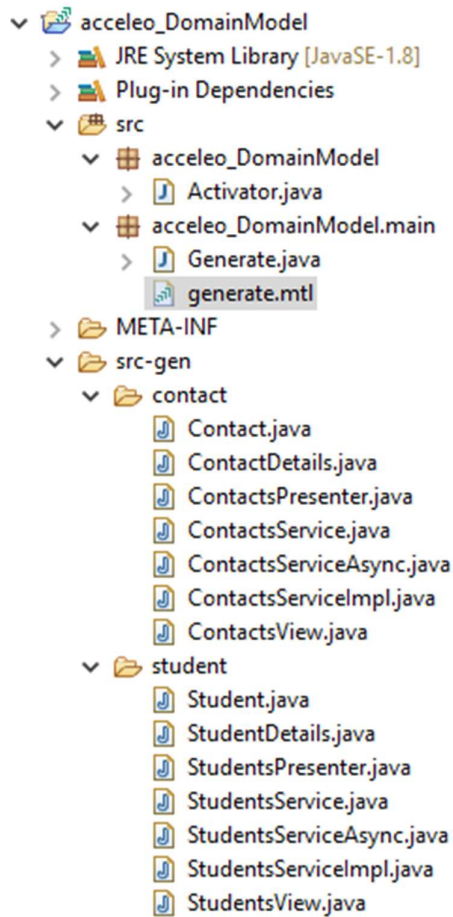 acceleo_DomainModel
JRE System Library [JavaSE-1.8]
Plug-in Dependencies
src
acceleo_DomainModel
Activator.java
acceleo_DomainModel.main
Generate.java
generate.mtl
META-INF
src-gen
contact
Contact.java
ContactDetails.java
ContactsPresenter.java
ContactsService.java
ContactsServiceAsync.java
ContactsServiceImpl.java
ContactsView.java
student
Student.java
StudentDetails.java
StudentsPresenter.java
StudentsService.java
StudentsServiceAsync.java
StudentsServiceImpl.java
StudentsView.java